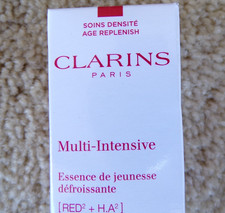 SOINS DENSITÉ
AGE REPLENISH
CLARINS
PARIS
Multi-Intensive
Essence de jeunesse
défroissante
[RED² + H.A²]